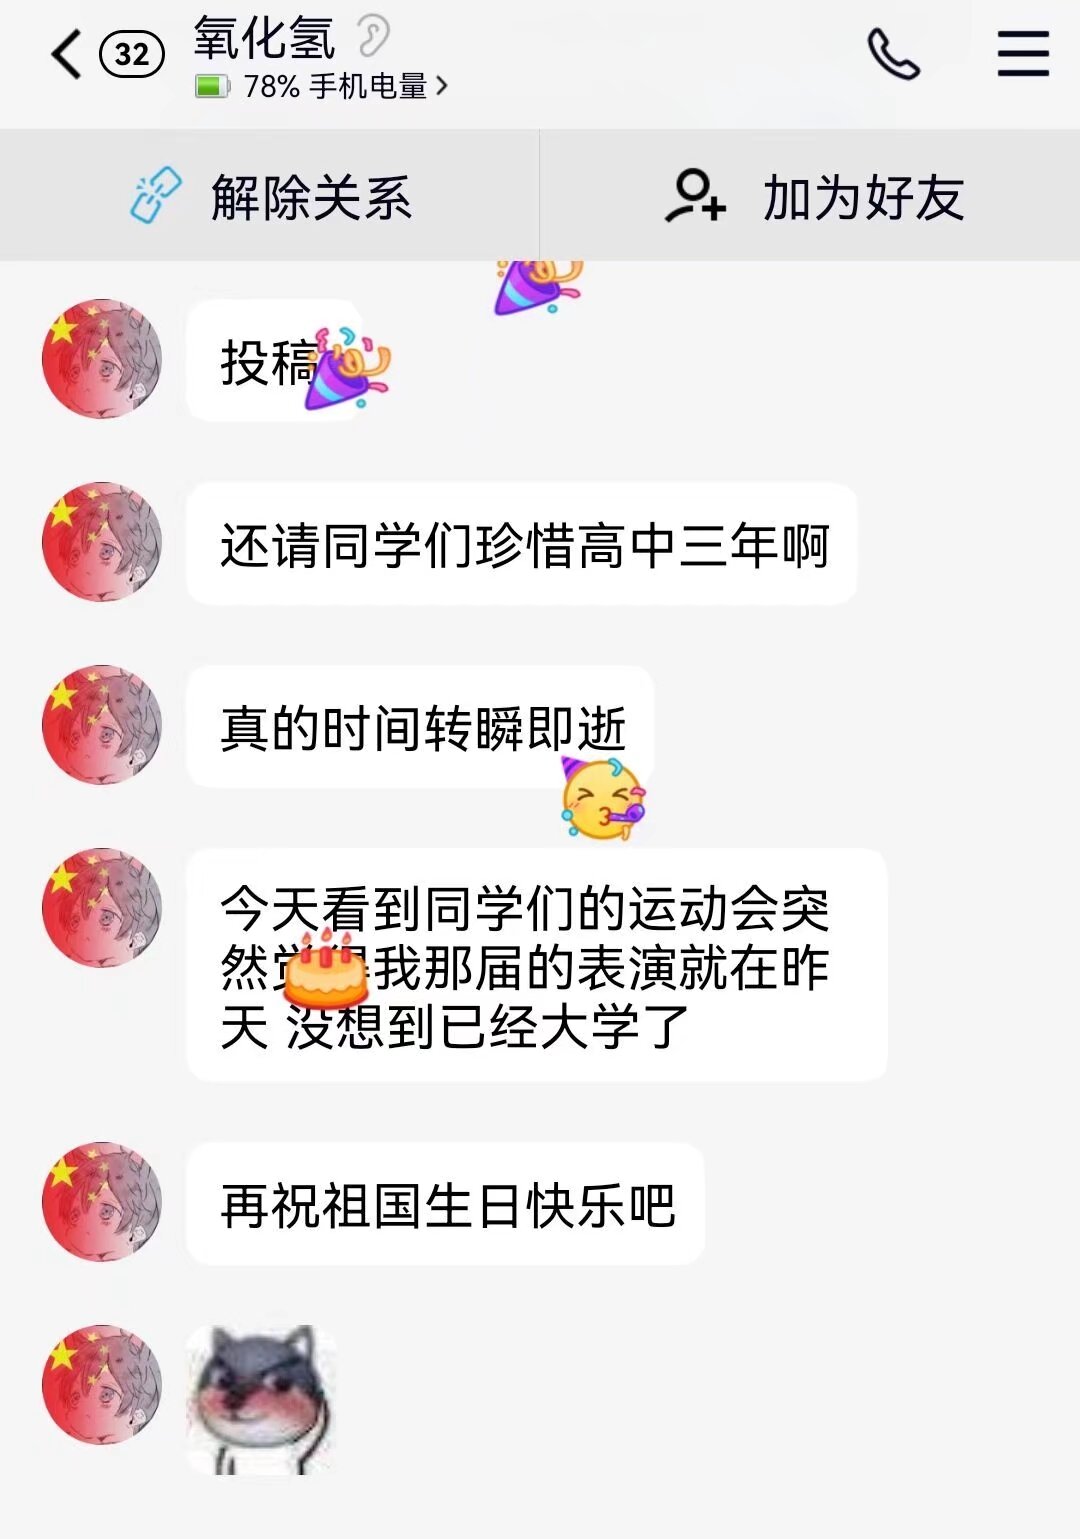 32
氧化氢
78% 手机电量
解除关系
加为好友
投稿
还请同学们珍惜高中三年啊
真的时间转瞬即逝
今天看到同学们的运动会突
然觉得我那届的表演就在昨
天 没想到已经大学了
再祝祖国生日快乐吧